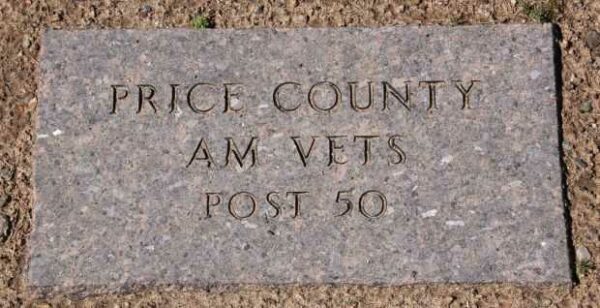 PRICE COUNTY
AM VETS
POST 50